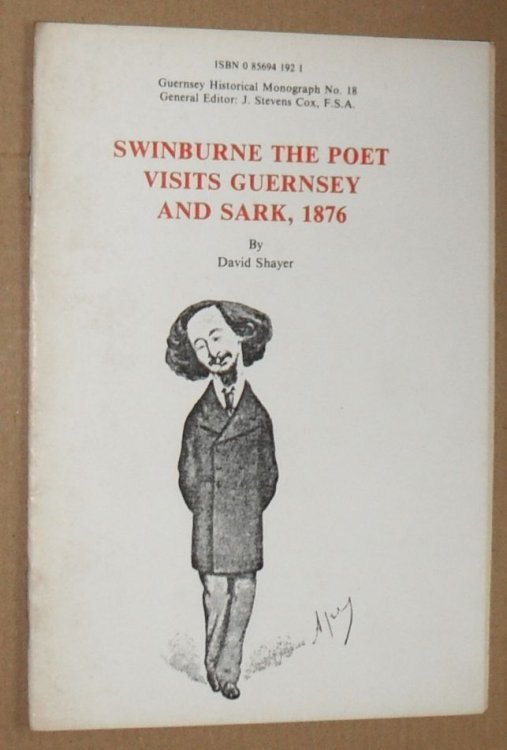 ISBN 0 85694 192 1
Guernsey Historical Monograph No. 18
General Editor: J. Stevens Cox, F.S.A.
SWINBURNE THE POET
VISITS GUERNSEY
AND SARK, 1876
By
David Shayer